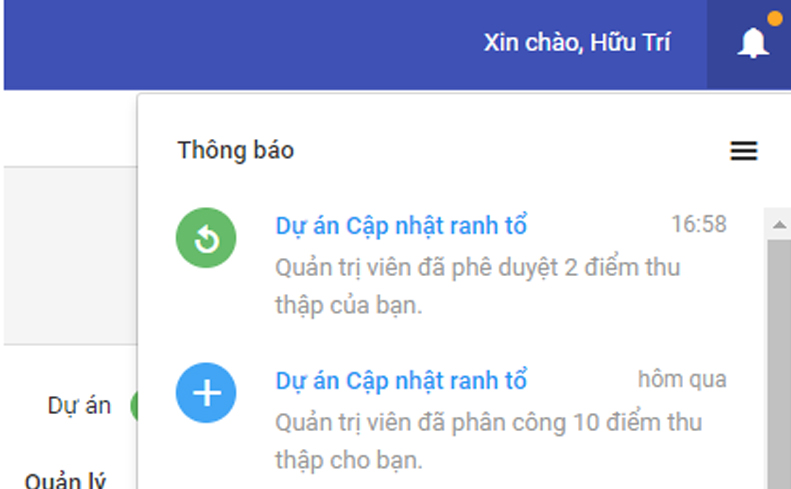 Xin chào, Hữu Trí
Thông báo
Dự án Cập nhật ranh tổ 16:58
Quản trị viên đã phê duyệt 2 điểm thu
thập của bạn.
Dự án Cập nhật ranh tổ hôm qua
Quản trị viên đã phân công 10 điểm thu
thập cho bạn.
Dự án
Quản lý